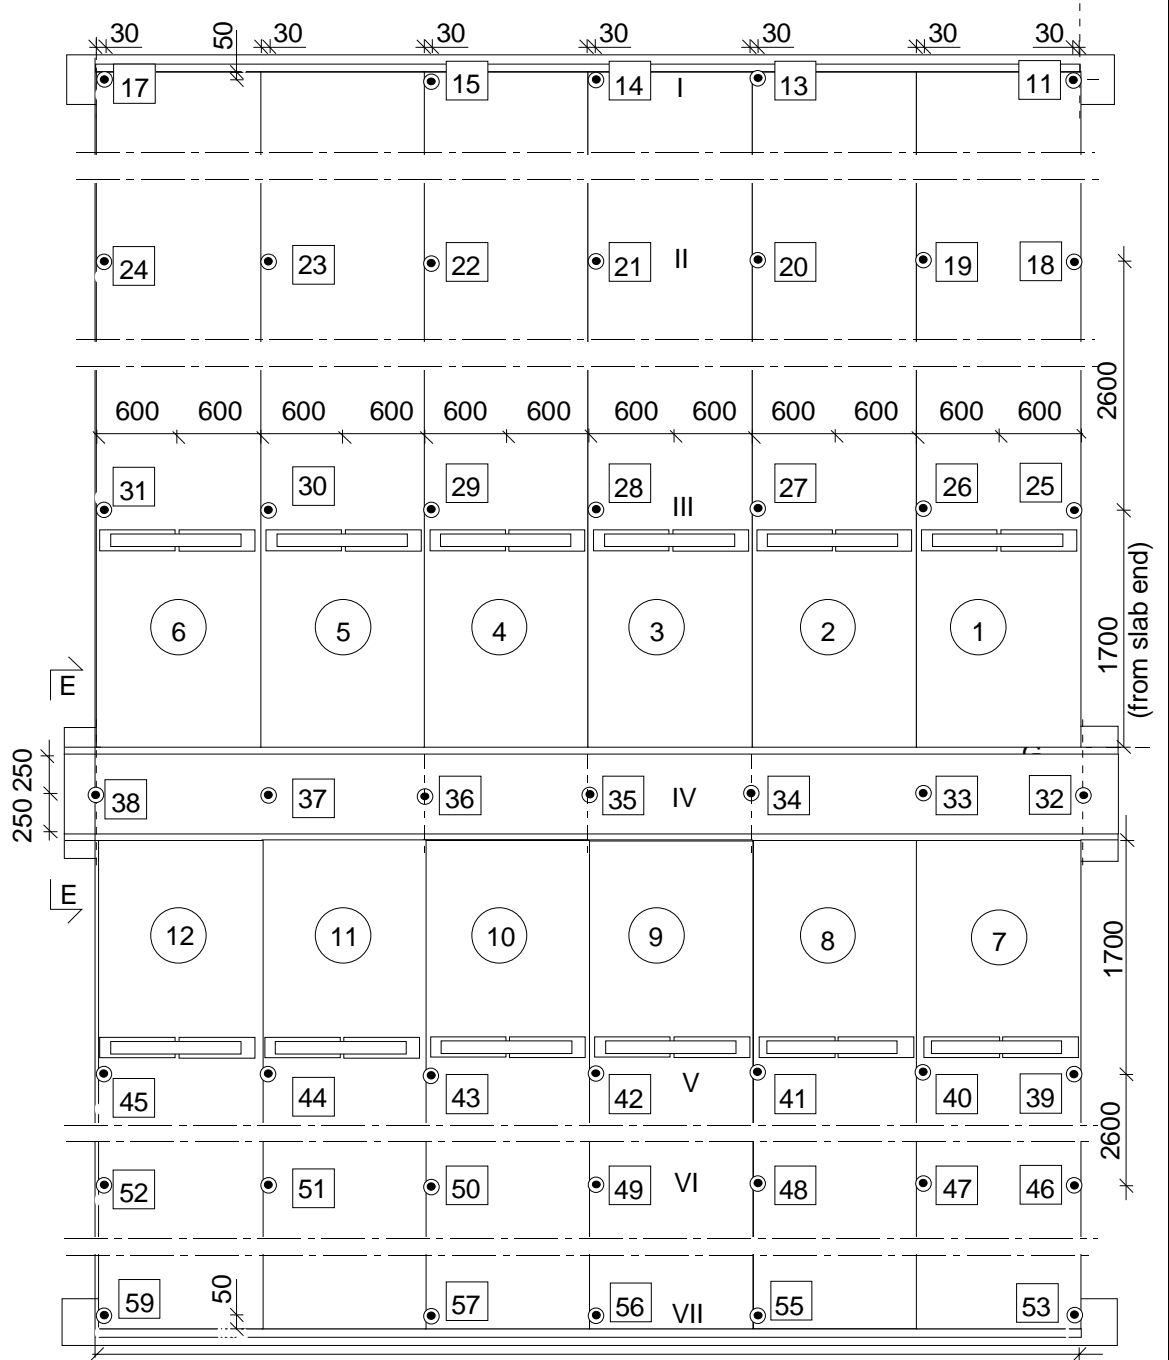 30 50 30 30 30 30 30 30
17 15 14 I 13 11
24 23 22 21 II 20 19 18
2600
600 600 600 600 600 600 600 600 600 600 600 600
31 30 29 28 III 27 26 25
6 5 4 3 2 1
1700
(from slab end)
E
250 250
38 37 36 35 IV 34 33 32
E
12 11 10 9 8 7
1700
45 44 43 42 V 41 40 39
2600
52 51 50 49 VI 48 47 46
59 50 57 56 VII 55 53